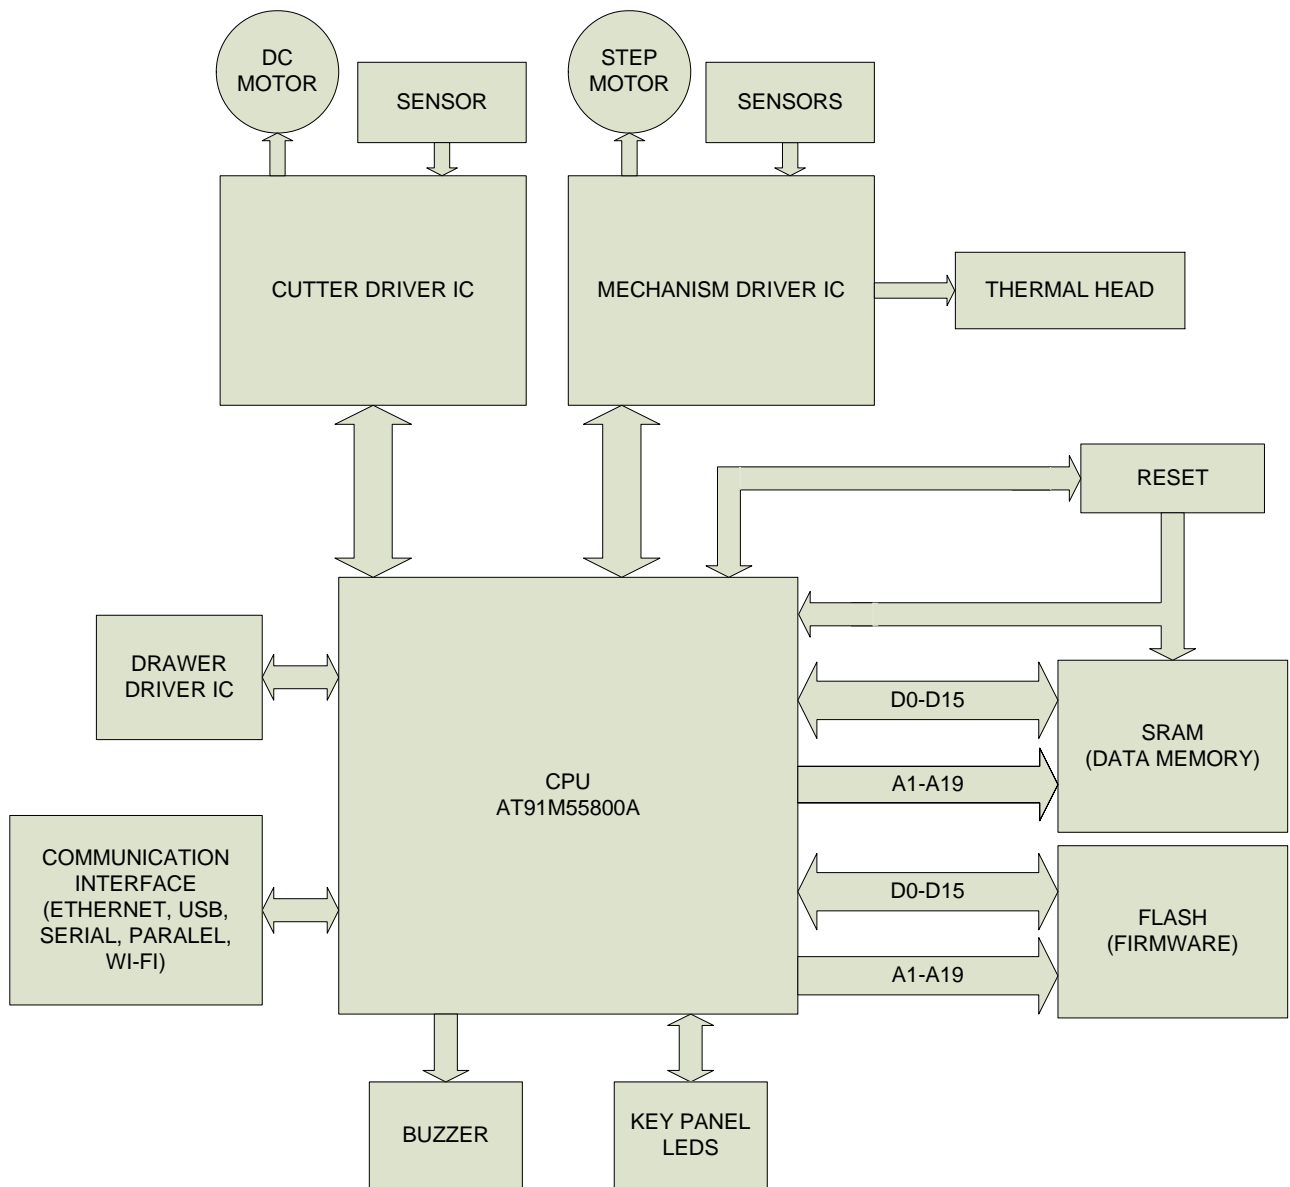 DC
MOTOR
SENSOR
STEP
MOTOR
SENSORS
CUTTER DRIVER IC
MECHANISM DRIVER IC
THERMAL HEAD
RESET
DRAWER
DRIVER IC
D0-D15
SRAM
(DATA MEMORY)
A1-A19
CPU
AT91M55800A
COMMUNICATION
INTERFACE
(ETHERNET, USB,
SERIAL, PARALEL,
WI-FI)
D0-D15
FLASH
(FIRMWARE)
A1-A19
BUZZER
KEY PANEL
LEDS